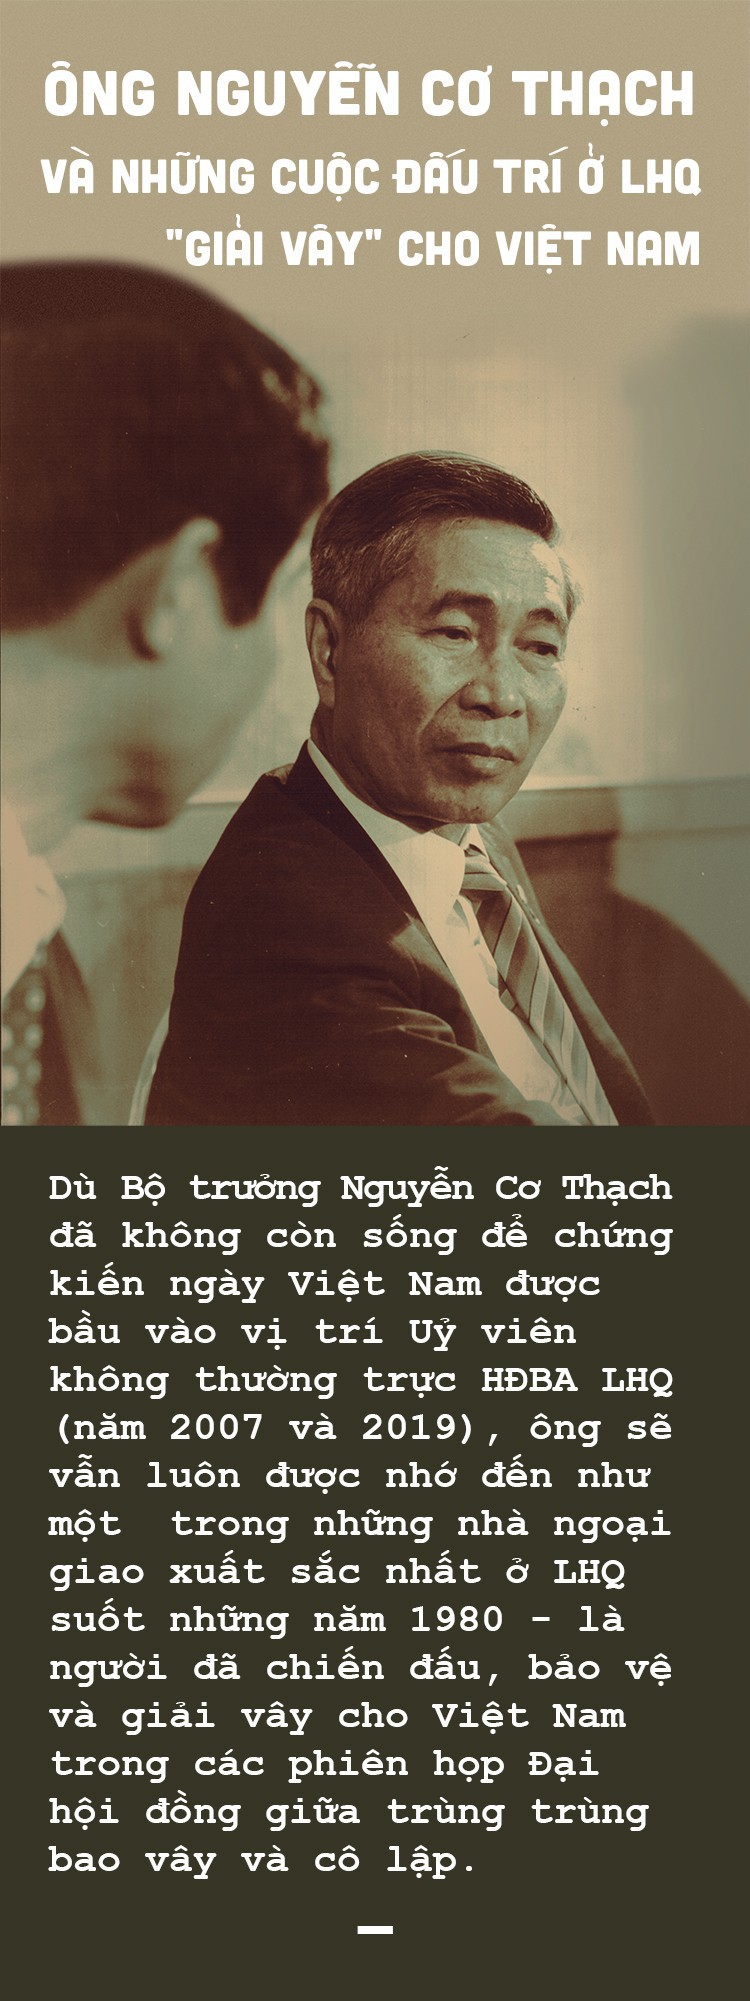 ÔNG NGUYỄN CƠ THẠCH
VÀ NHỮNG CUỘC ĐẤU TRÍ Ở LHQ
"GIẢI VÂY" CHO VIỆT NAM
Dù Bộ trưởng Nguyễn Cơ Thạch
đã không còn sống để chứng
kiến ngày Việt Nam được
bầu vào vị trí Uỷ viên
không thường trực HĐBA LHQ
(năm 2007 và 2019), ông sẽ
vẫn luôn được nhớ đến như
một  trong những nhà ngoại
giao xuất sắc nhất ở LHQ
suốt những năm 1980 - là
người đã chiến đấu, bảo vệ
và giải vây cho Việt Nam
trong các phiên họp Đại
hội đồng giữa trùng trùng
bao vây và cô lập.